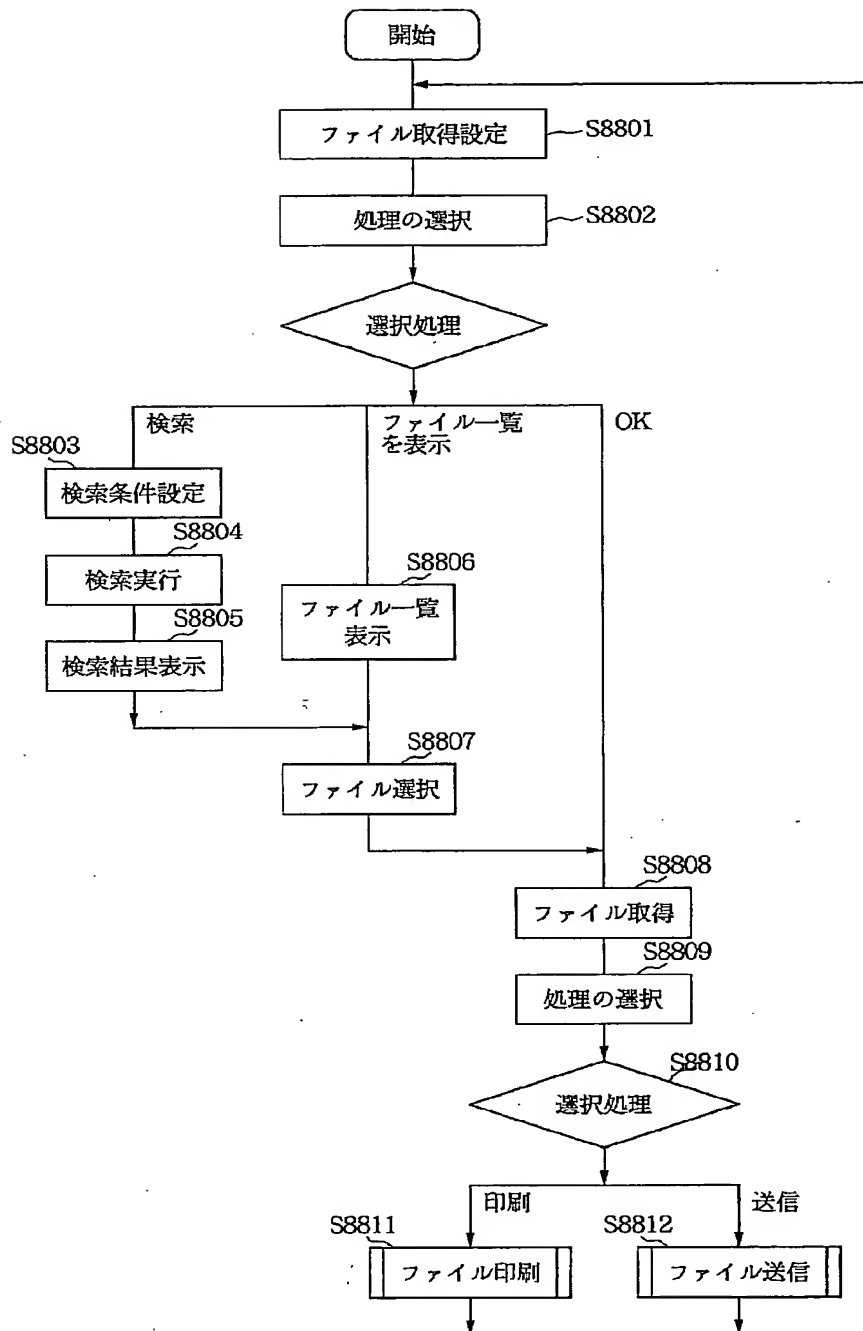 開始
ファイル取得設定
S8801
処理の選択
S8802
選択処理
検索
ファイル一覧
を表示
OK
S8803
検索条件設定
S8804
検索実行
S8805
検索結果表示
S8806
ファイル一覧
表示
S8807
ファイル選択
S8808
ファイル取得
S8809
処理の選択
S8810
選択処理
印刷
送信
S8811
ファイル印刷
S8812
ファイル送信